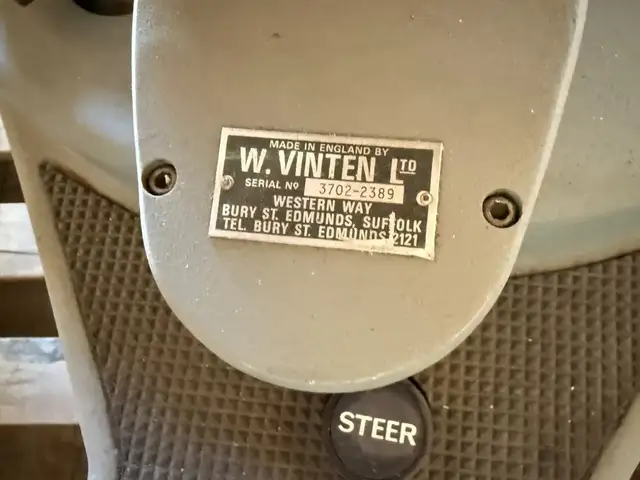 MADE IN ENGLAND BY
W. VINTEN LTD
SERIAL Nº 3702-2389
WESTERN WAY
BURY ST. EDMUNDS, SUFFOLK
TEL. BURY ST. EDMUNDS 2121
STEER